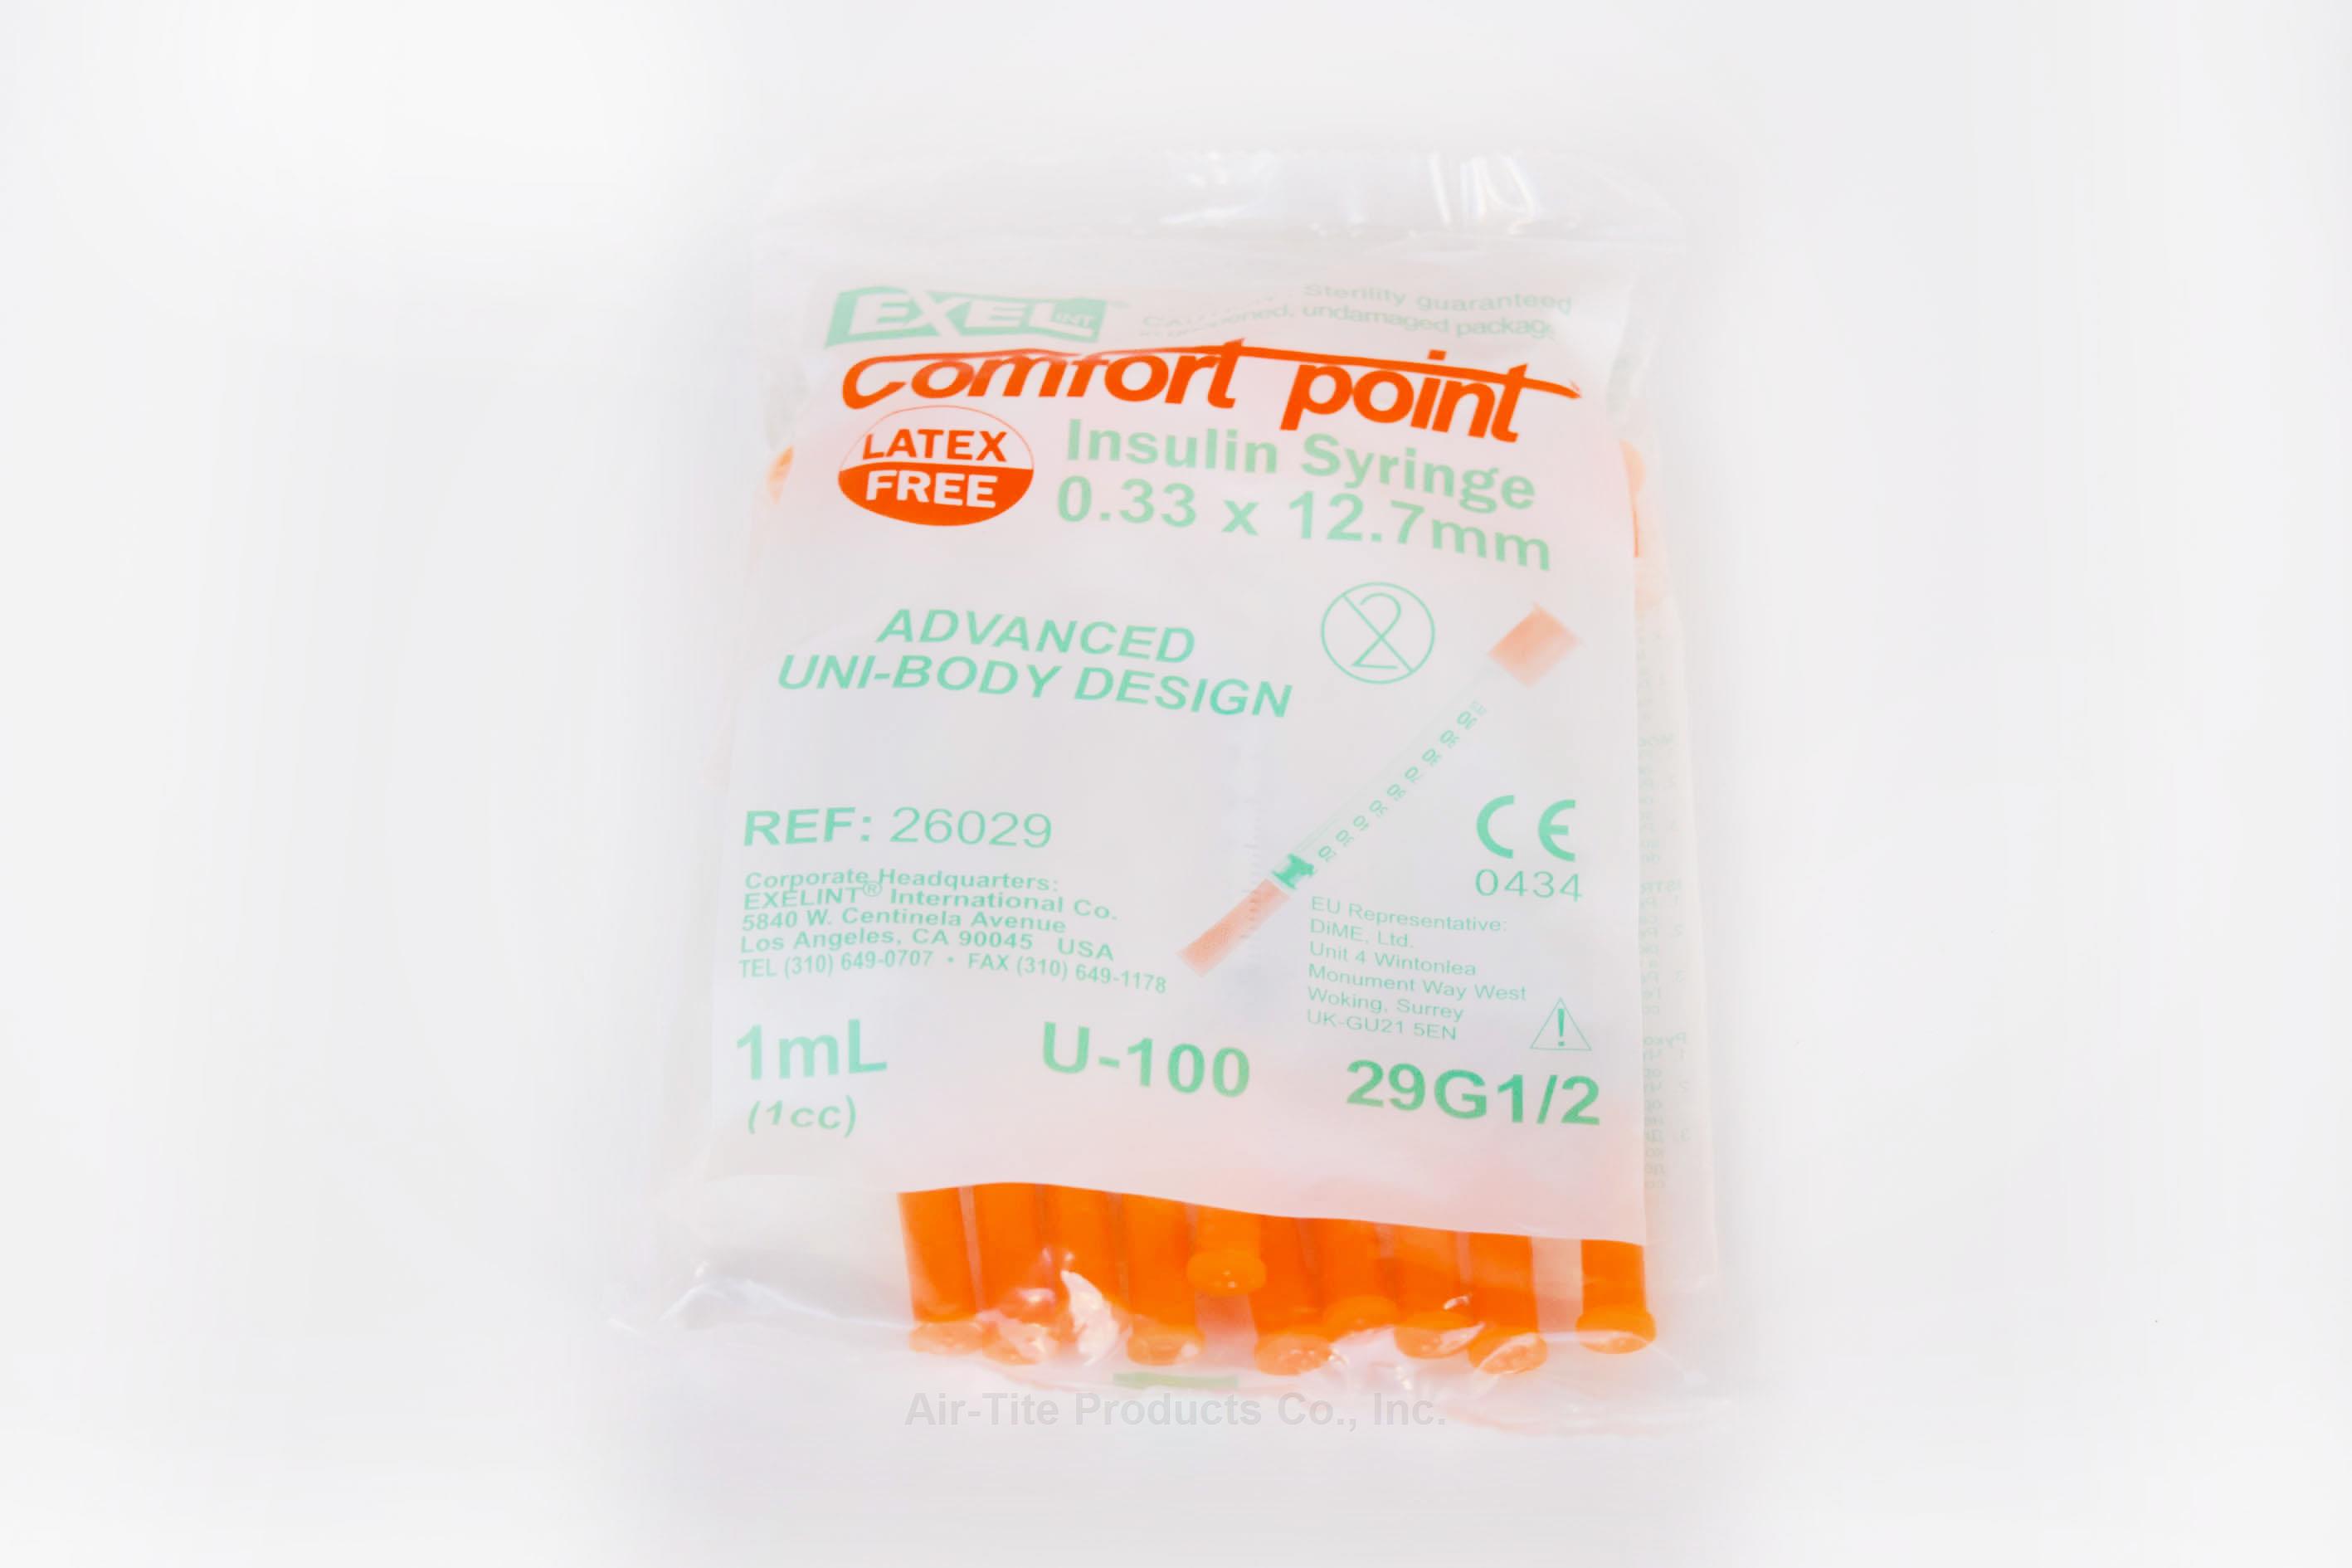 EXEL INT
Sterility guaranteed
undamaged package
comfort point
LATEX
FREE
Insulin Syringe
0.33 x 12.7mm
2
ADVANCED
UNI-BODY DESIGN
REF: 26029
CE
0434
Corporate Headquarters:
EXELINT® International Co.
5840 W. Centinela Avenue
Los Angeles, CA 90045 USA
TEL (310) 649-0707 • FAX (310) 649-1178
EU Representative:
DiME, Ltd.
Unit 4 Wintonlea
Monument Way West
Woking, Surrey
UK-GU21 5EN
!
1mL
(1cc)
U-100
29G1/2
Air-Tite Products Co., Inc.